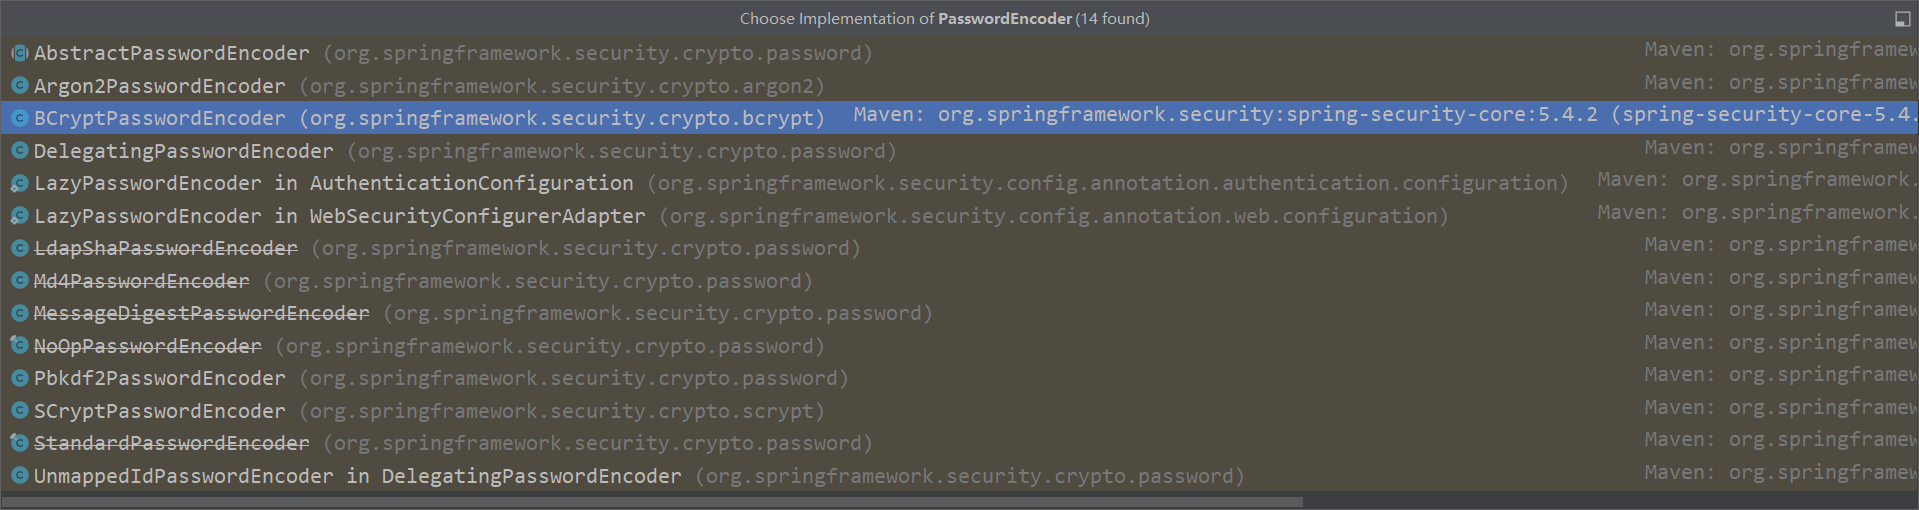 Choose Implementation of PasswordEncoder (14 found)
AbstractPasswordEncoder (org.springframework.security.crypto.password) Maven: org.springframew
Argon2PasswordEncoder (org.springframework.security.crypto.argon2) Maven: org.springframew
BCryptPasswordEncoder (org.springframework.security.crypto.bcrypt) Maven: org.springframework.security:spring-security-core:5.4.2 (spring-security-core-5.4.
DelegatingPasswordEncoder (org.springframework.security.crypto.password) Maven: org.springframew
LazyPasswordEncoder in AuthenticationConfiguration (org.springframework.security.config.annotation.authentication.configuration) Maven: org.springframework.
LazyPasswordEncoder in WebSecurityConfigurerAdapter (org.springframework.security.config.annotation.web.configuration) Maven: org.springframework.
LdapShaPasswordEncoder (org.springframework.security.crypto.password) Maven: org.springframew
Md4PasswordEncoder (org.springframework.security.crypto.password) Maven: org.springframew
MessageDigestPasswordEncoder (org.springframework.security.crypto.password) Maven: org.springframew
NoOpPasswordEncoder (org.springframework.security.crypto.password) Maven: org.springframew
Pbkdf2PasswordEncoder (org.springframework.security.crypto.password) Maven: org.springframew
SCryptPasswordEncoder (org.springframework.security.crypto.scrypt) Maven: org.springframew
StandardPasswordEncoder (org.springframework.security.crypto.password) Maven: org.springframew
UnmappedIdPasswordEncoder in DelegatingPasswordEncoder (org.springframework.security.crypto.password) Maven: org.springframew